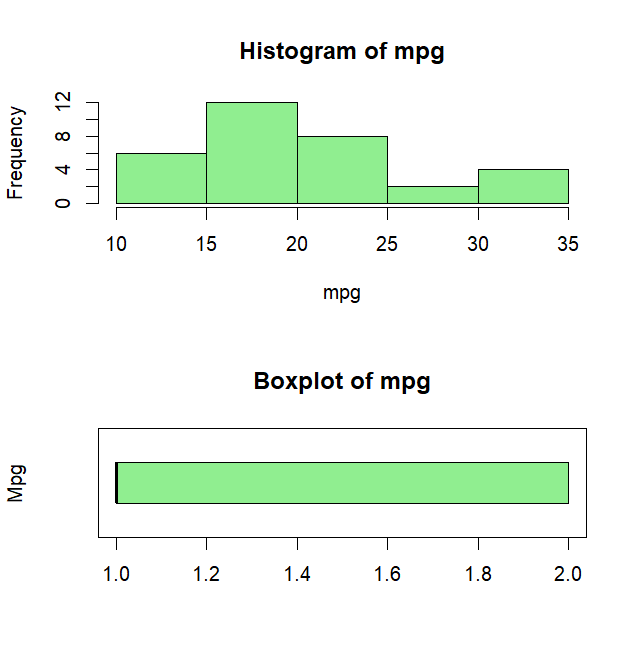 Histogram of mpg
Frequency
12
8
4
0
10 15 20 25 30 35
mpg
Boxplot of mpg
Mpg
1.0 1.2 1.4 1.6 1.8 2.0